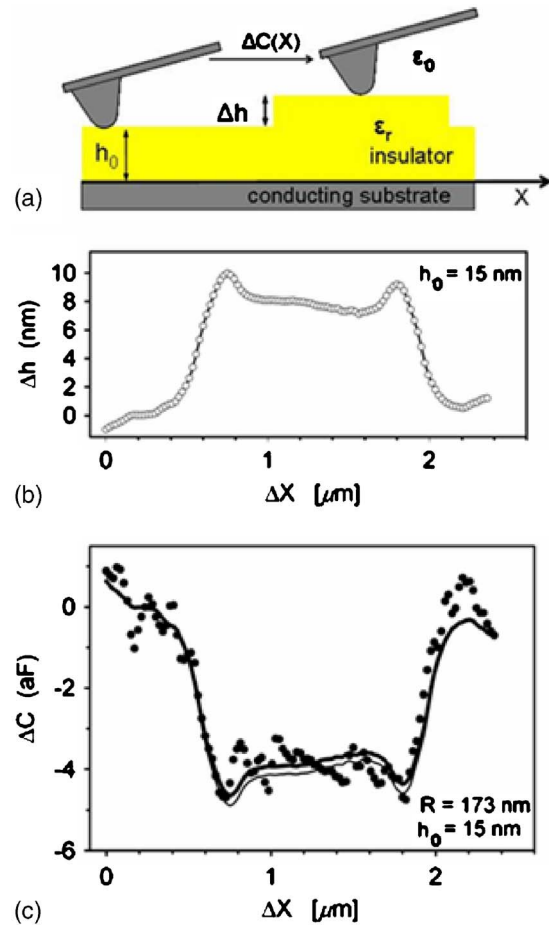 ΔC(X)
ε0
Δh
h0
εr
insulator
conducting substrate
X
(a)
h0 = 15 nm
10
8
6
4
2
0
Δh (nm)
0 1 2
ΔX [μm]
(b)
0
-2
-4
-6
ΔC (aF)
R = 173 nm
h0 = 15 nm
0 1 2
ΔX [μm]
(c)